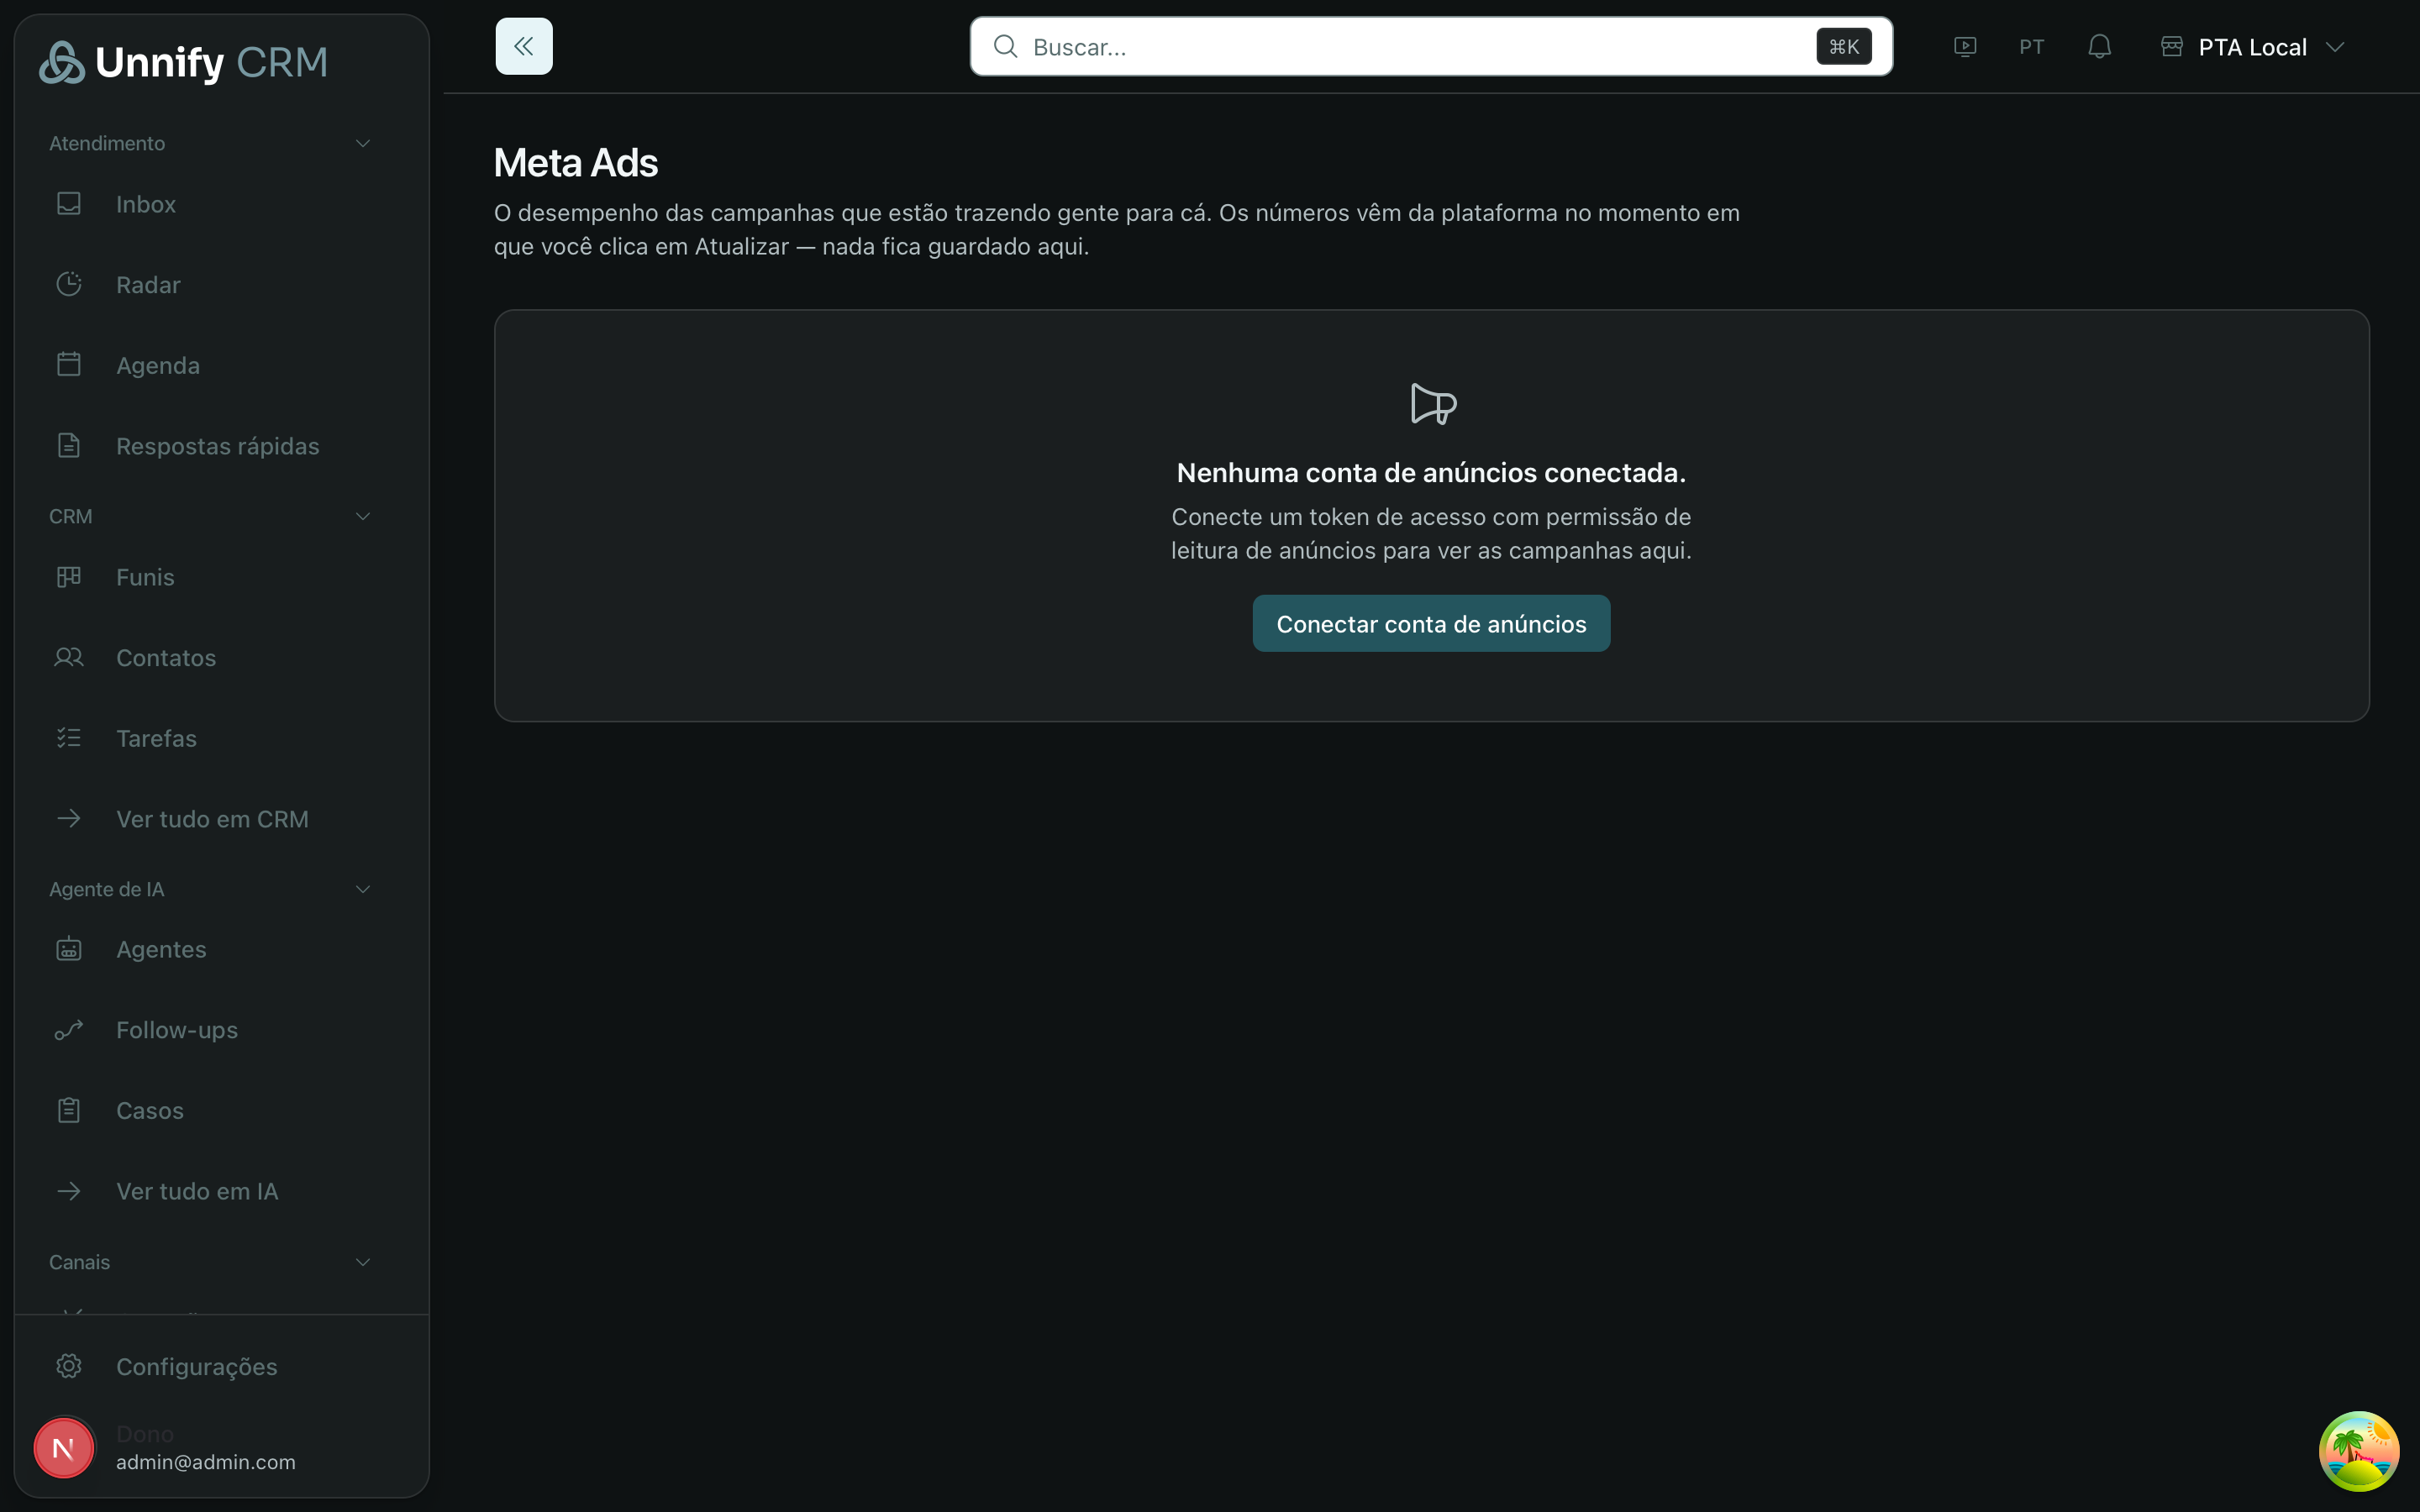 Unnify CRM
Atendimento
Inbox
Radar
Agenda
Respostas rápidas
CRM
Funis
Contatos
Tarefas
Ver tudo em CRM
Agente de IA
Agentes
Follow-ups
Casos
Ver tudo em IA
Canais
Configurações
N
Dono
admin@admin.com
Buscar...
⌘K
PT
PTA Local
Meta Ads
O desempenho das campanhas que estão trazendo gente para cá. Os números vêm da plataforma no momento em
que você clica em Atualizar — nada fica guardado aqui.
Nenhuma conta de anúncios conectada.
Conecte um token de acesso com permissão de
leitura de anúncios para ver as campanhas aqui.
Conectar conta de anúncios